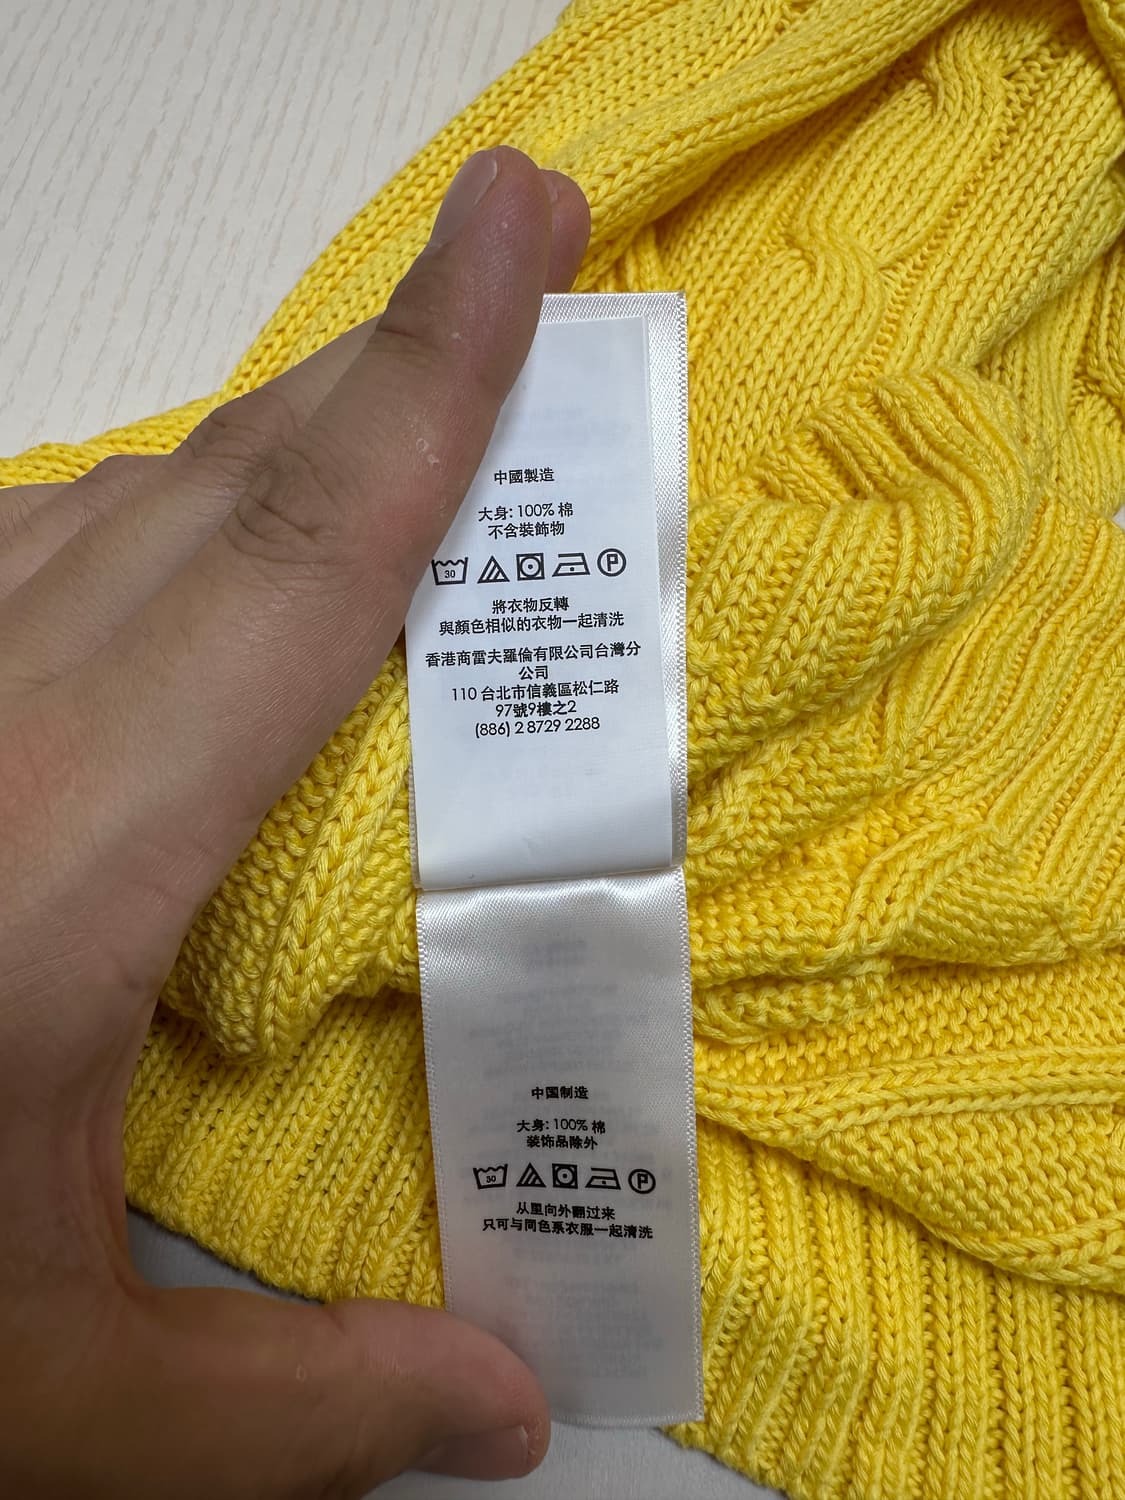 中國製造
大身: 100% 棉
不含裝飾物
30
P
將衣物反轉
與顏色相似的衣物一起清洗
香港商雷夫羅倫有限公司台灣分
公司
110 台北市信義區松仁路
97號9樓之2
(886) 2 8729 2288
中国制造
大身: 100% 棉
装饰品除外
30
P
从里向外翻过来
只可与同色系衣服一起清洗